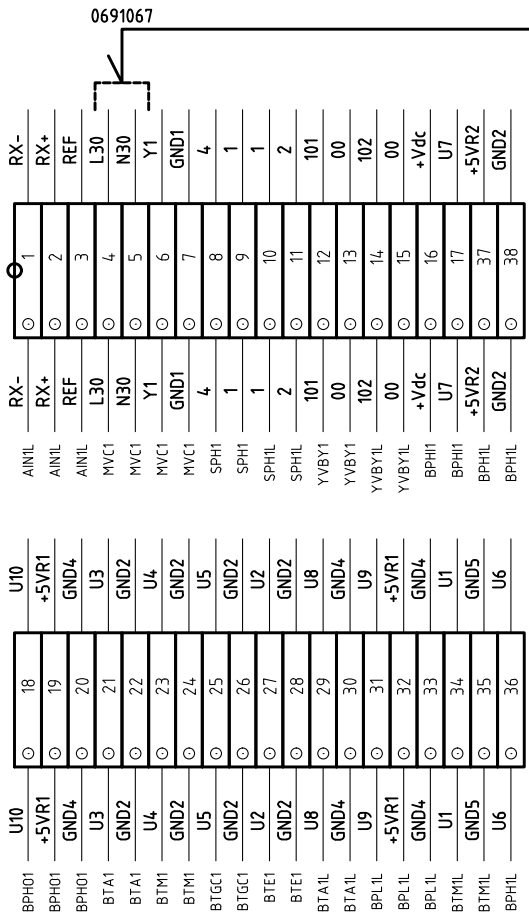 0691067
RX- RX+ REF L30 N30 Y1 GND1 4 1 1 2 101 00 102 00 +Vdc U7 +5VR2 GND2
1 2 3 4 5 6 7 8 9 10 11 12 13 14 15 16 17 37 38
RX- RX+ REF L30 N30 Y1 GND1 4 1 1 2 101 00 102 00 +Vdc U7 +5VR2 GND2
AIN1L AIN1L AIN1L MVC1 MVC1 MVC1 MVC1 SPH1 SPH1 SPH1L SPH1L YVBY1 YVBY1 YVBY1L YVBY1L BPHI1 BPHI1 BPH1L BPH1L
U10 +5VR1 GND4 U3 GND2 U4 GND2 U5 GND2 U2 GND2 U8 GND4 U9 +5VR1 GND4 U1 GND5 U6
18 19 20 21 22 23 24 25 26 27 28 29 30 31 32 33 34 35 36
U10 +5VR1 GND4 U3 GND2 U4 GND2 U5 GND2 U2 GND2 U8 GND4 U9 +5VR1 GND4 U1 GND5 U6
BPHO1 BPHO1 BPHO1 BTA1 BTA1 BTM1 BTM1 BTGC1 BTGC1 BTE1 BTE1 BTA1L BTA1L BPL1L BPL1L BPL1L BTM1L BTM1L BPH1L